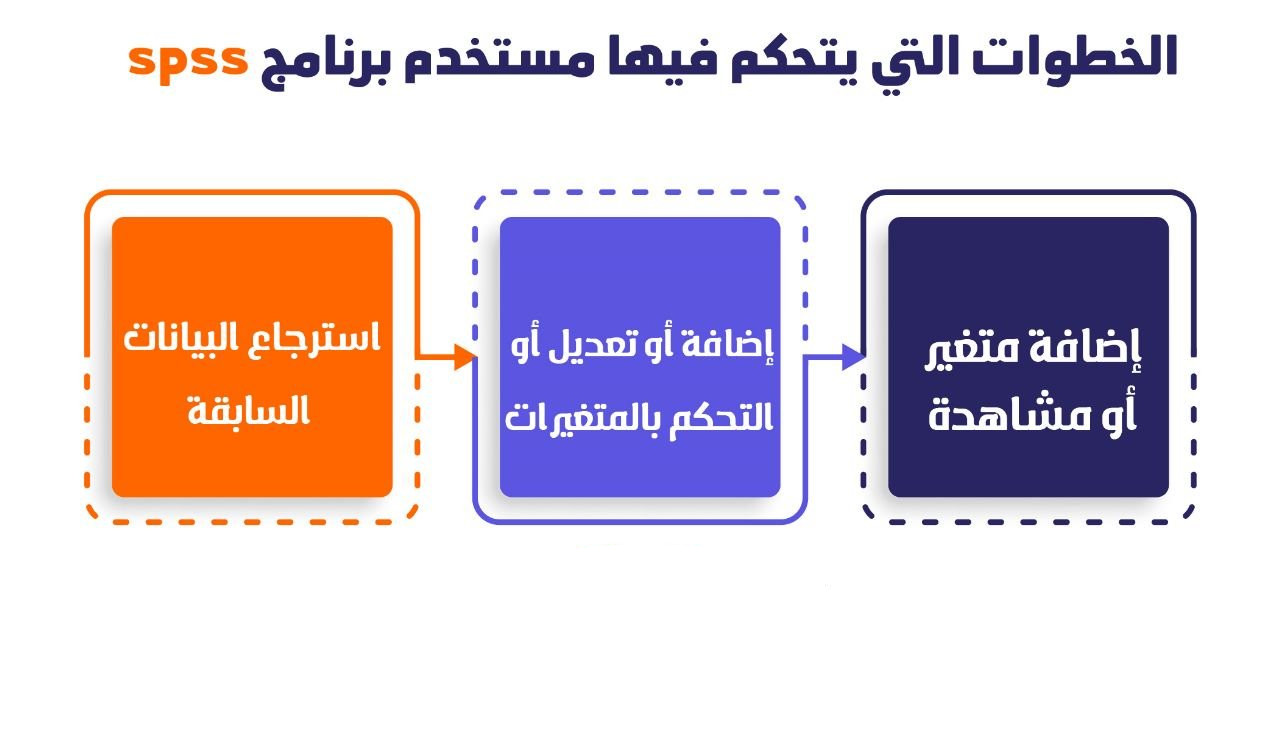 الخطوات التي يتحكم فيها مستخدم برنامج spss
إضافة متغير
أو مشاهدة
إضافة أو تعديل أو
التحكم بالمتغيرات
استرجاع البيانات
السابقة